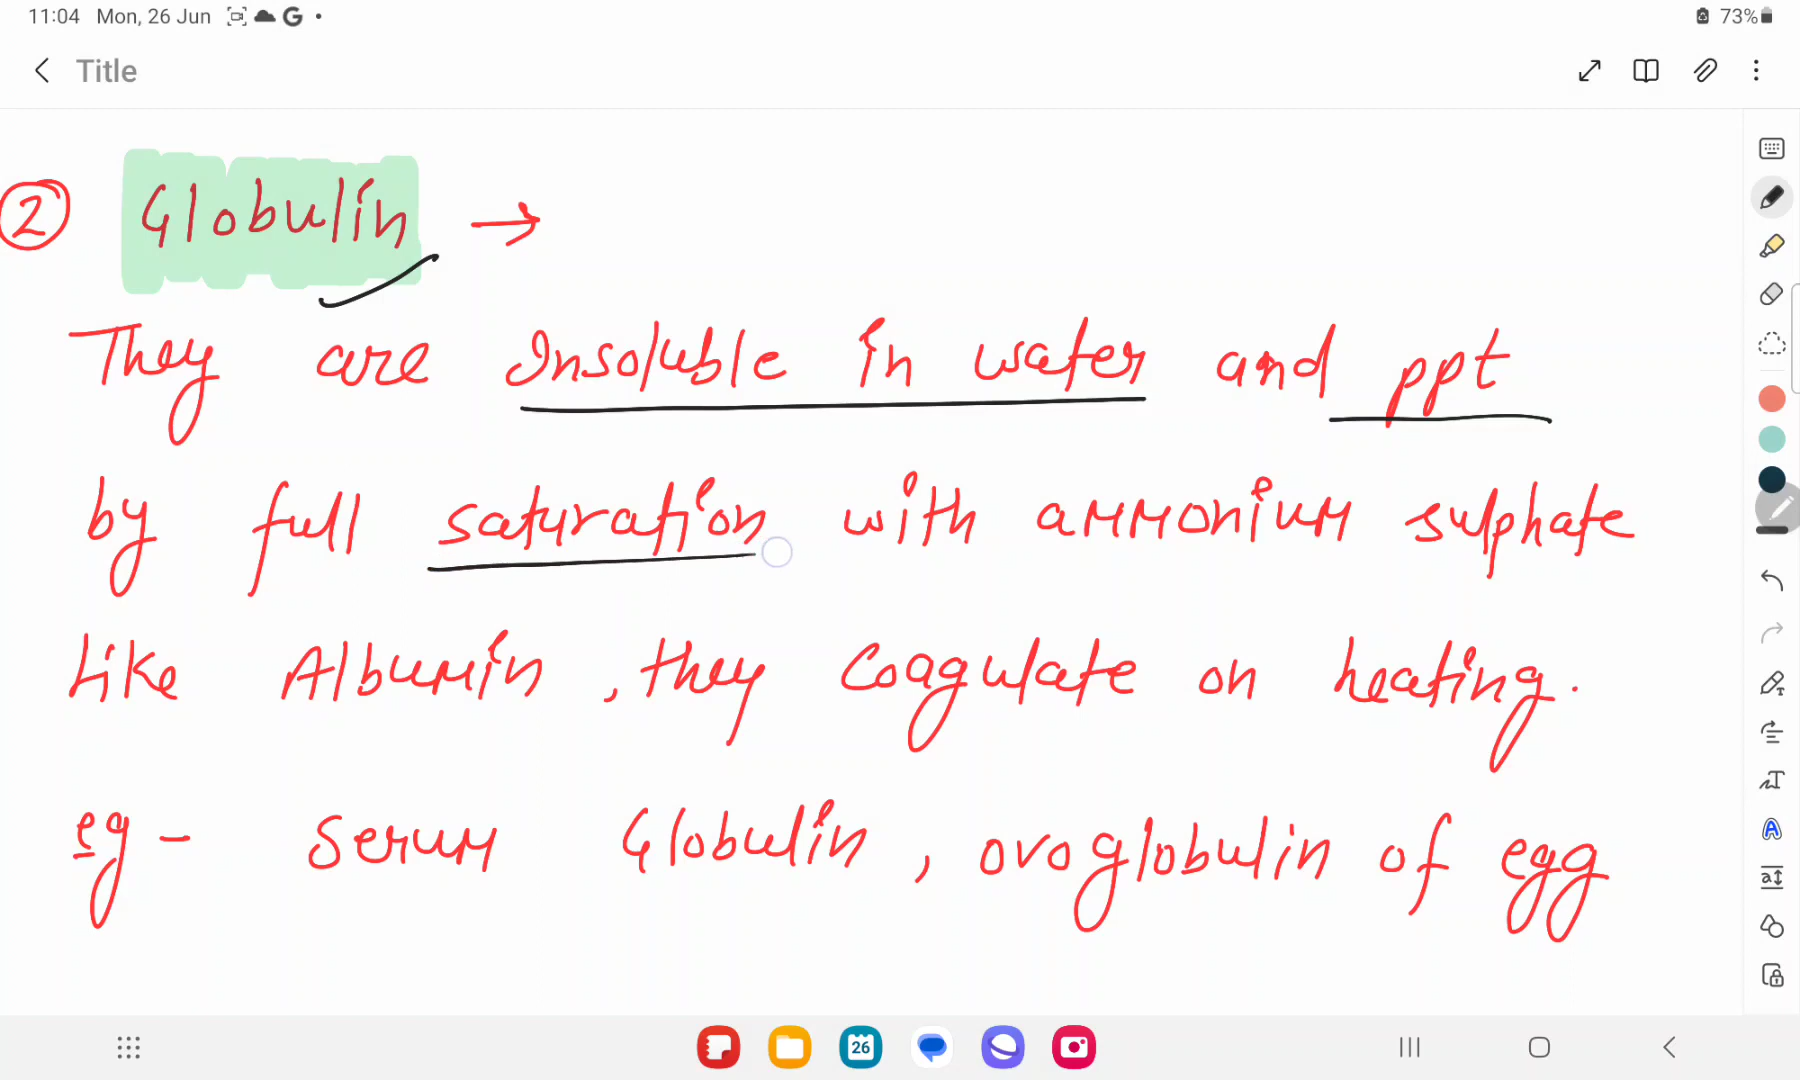 11:04 Mon, 26 Jun G 73%
Title
2 Globulin →
They are Insoluble in water and ppt
by full saturation with ammonium sulphate
Like Albumin, they Coagulate on heating.
eg - Serum Globulin, ovoglobulin of egg
26